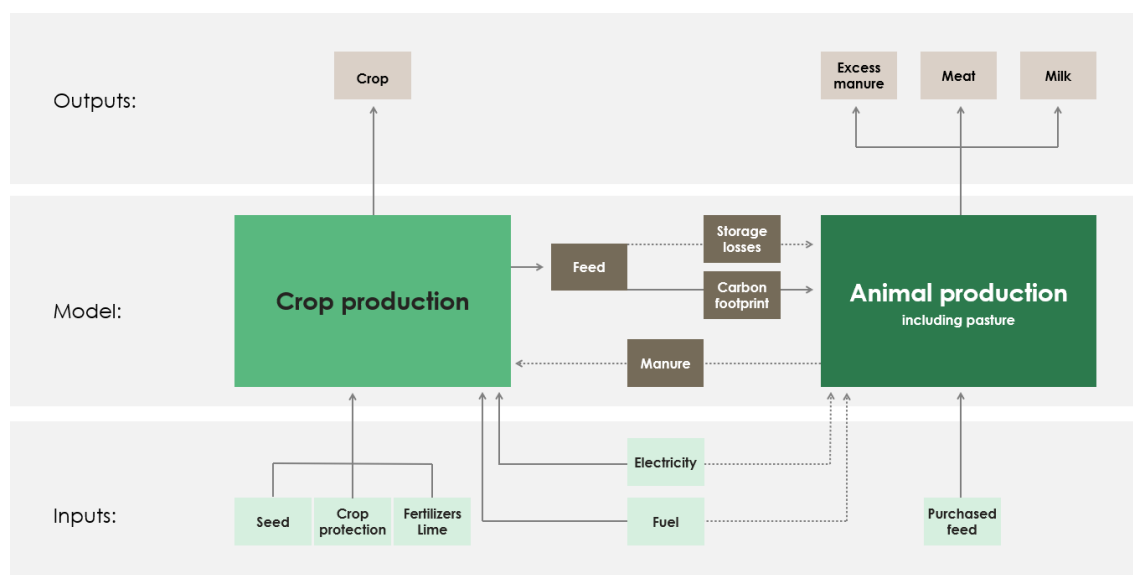 Outputs:
Crop
Excess
manure
Meat
Milk
Model:
Crop production
Feed
Storage
losses
Carbon
footprint
Manure
Animal production
including pasture
Inputs:
Seed
Crop
protection
Fertilizers
Lime
Electricity
Fuel
Purchased
feed